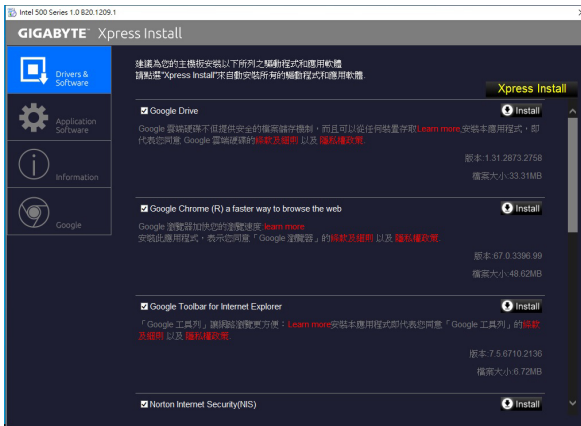 Intel 500 Series 1.0 B20.1209.1
GIGABYTE™ Xpress Install
Drivers &
Software
Application
Software
Information
Google
建議為您的主機板安裝以下所列之驅動程式和應用軟體
請點選"Xpress Install"來自動安裝所有的驅動程式和應用軟體.
Xpress Install
Google Drive
Install
Google 雲端硬碟不但提供安全的檔案儲存機制，而且可以從任何裝置存取Learn more.安裝本應用程式，即
代表您同意 Google 雲端硬碟的條款及細則 以及 隱私權政策.
版本:1.31.2873.2758
檔案大小:33.31MB
Google Chrome (R) a faster way to browse the web
Install
Google 瀏覽器加快您的瀏覽速度:learn more
安裝此應用程式，表示您同意「Google 瀏覽器」的條款及細則 以及 隱私權政策.
版本:67.0.3396.99
檔案大小:48.62MB
Google Toolbar for Internet Explorer
Install
「Google 工具列」讓網路瀏覽更方便：Learn more安裝本應用程式即代表您同意「Google 工具列」的條款
及細則 以及 隱私權政策.
版本:7.5.6710.2136
檔案大小:6.72MB
Norton Internet Security(NIS)
Install